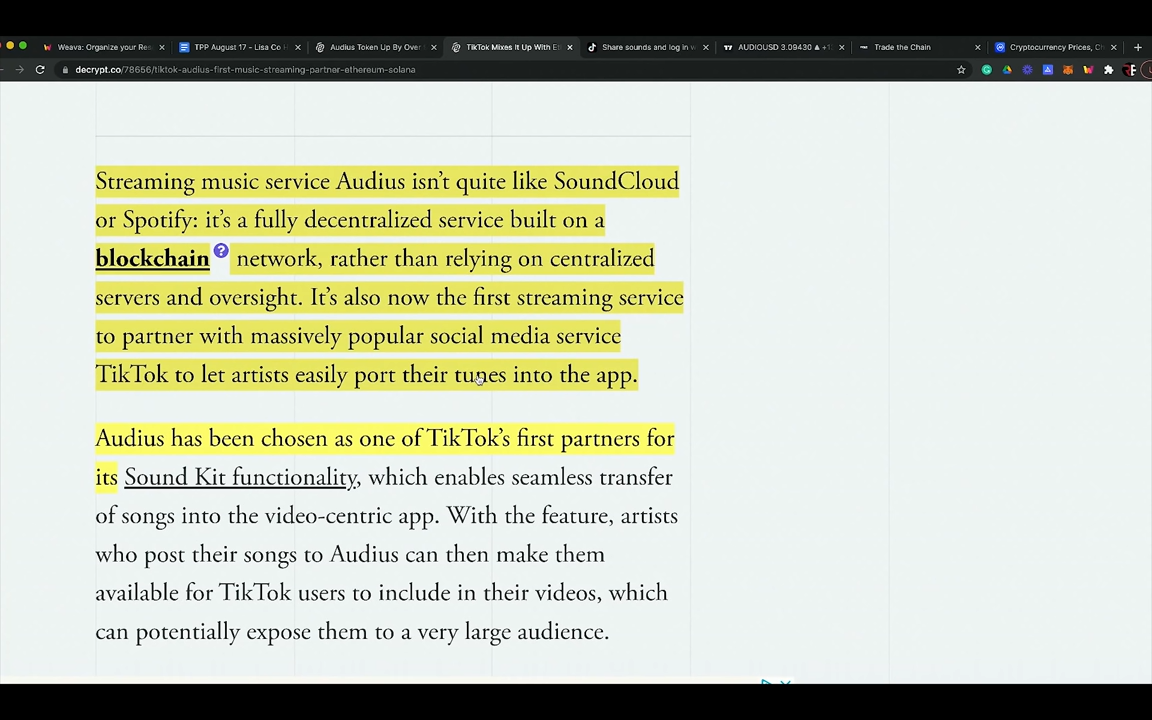 Weava: Organize your Res
TPP August 17 - Lisa Co H
Audius Token Up By Over
TikTok Mixes It Up With Et
Share sounds and log in w
AUDIOUSD 3.09430 ▲ +1
Trade the Chain
Cryptocurrency Prices, Ch
decrypt.co/78656/tiktok-audius-first-music-streaming-partner-ethereum-solana
Streaming music service Audius isn’t quite like SoundCloud
or Spotify: it’s a fully decentralized service built on a
blockchain ? network, rather than relying on centralized
servers and oversight. It’s also now the first streaming service
to partner with massively popular social media service
TikTok to let artists easily port their tunes into the app.
Audius has been chosen as one of TikTok’s first partners for
its Sound Kit functionality, which enables seamless transfer
of songs into the video-centric app. With the feature, artists
who post their songs to Audius can then make them
available for TikTok users to include in their videos, which
can potentially expose them to a very large audience.